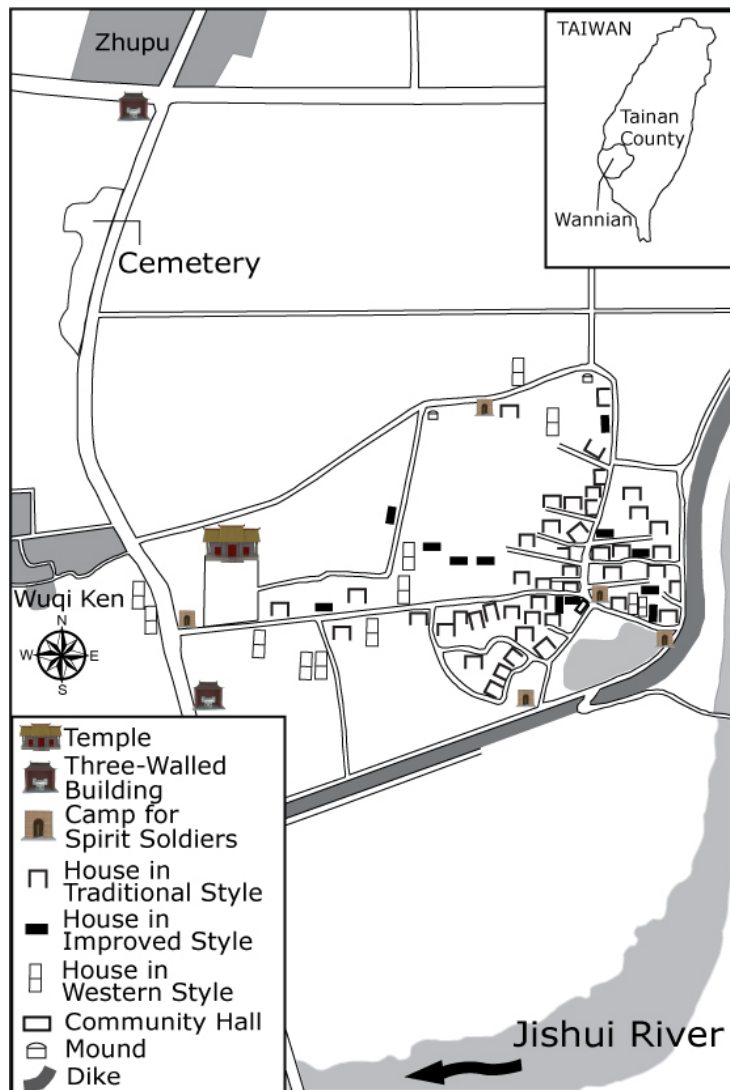 Zhupu
TAIWAN
Tainan
County
Wannian
Cemetery
Wuqi Ken
N
W
E
S
Temple
Three-Walled
Building
Camp for
Spirit Soldiers
House in
Traditional Style
House in
Improved Style
House in
Western Style
Community Hall
Mound
Dike
Jishui River